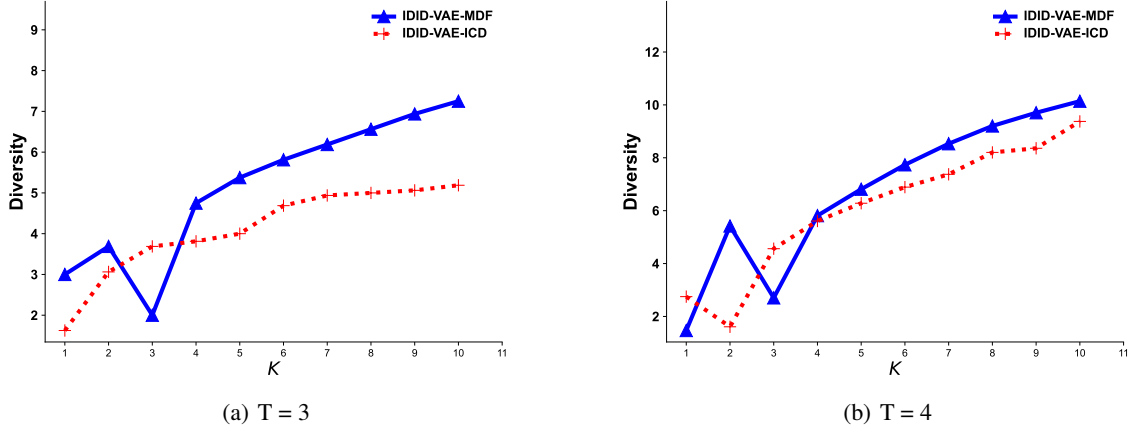 IDID-VAE-MDF
IDID-VAE-ICD
9
8
7
6
5
4
3
2
Diversity
1 2 3 4 5 6 7 8 9 10 11
K
(a) T = 3
IDID-VAE-MDF
IDID-VAE-ICD
12
10
8
6
4
2
Diversity
1 2 3 4 5 6 7 8 9 10 11
K
(b) T = 4